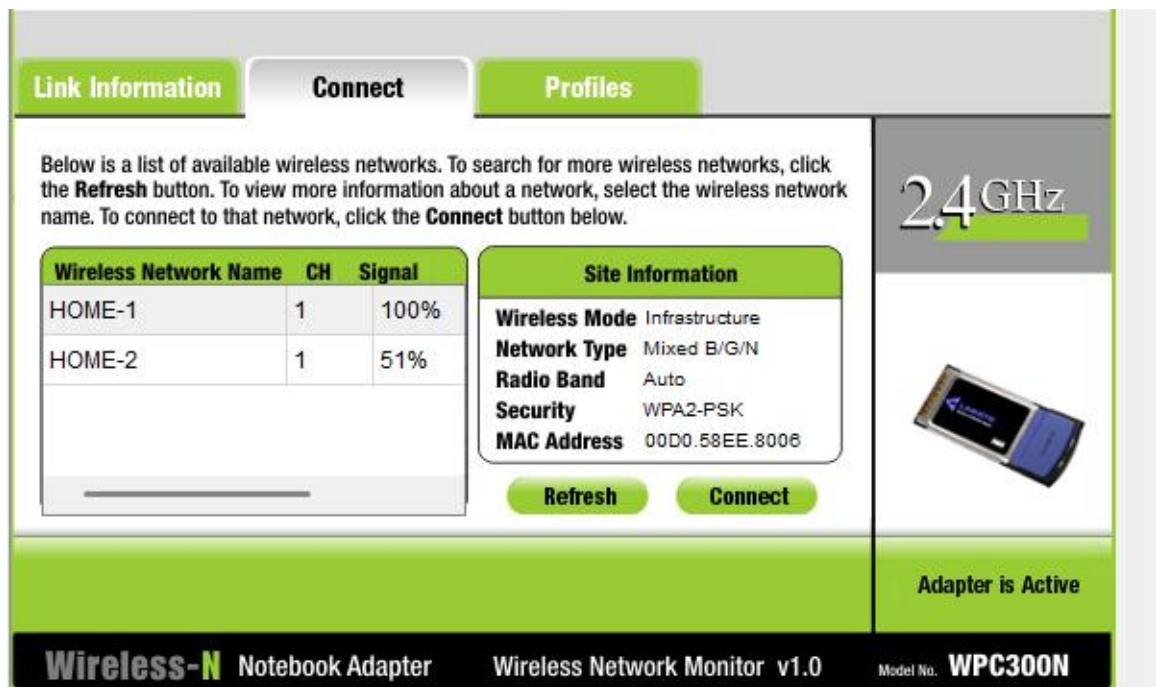 Link Information Connect Profiles
Below is a list of available wireless networks. To search for more wireless networks, click
the Refresh button. To view more information about a network, select the wireless network
name. To connect to that network, click the Connect button below.
2.4 GHz
Wireless Network Name CH Signal
HOME-1 1 100%
HOME-2 1 51%
Site Information
Wireless Mode Infrastructure
Network Type Mixed B/G/N
Radio Band Auto
Security WPA2-PSK
MAC Address 00D0.58EE.8006
Refresh Connect
Adapter is Active
Wireless-N Notebook Adapter Wireless Network Monitor v1.0 Model No. WPC300N